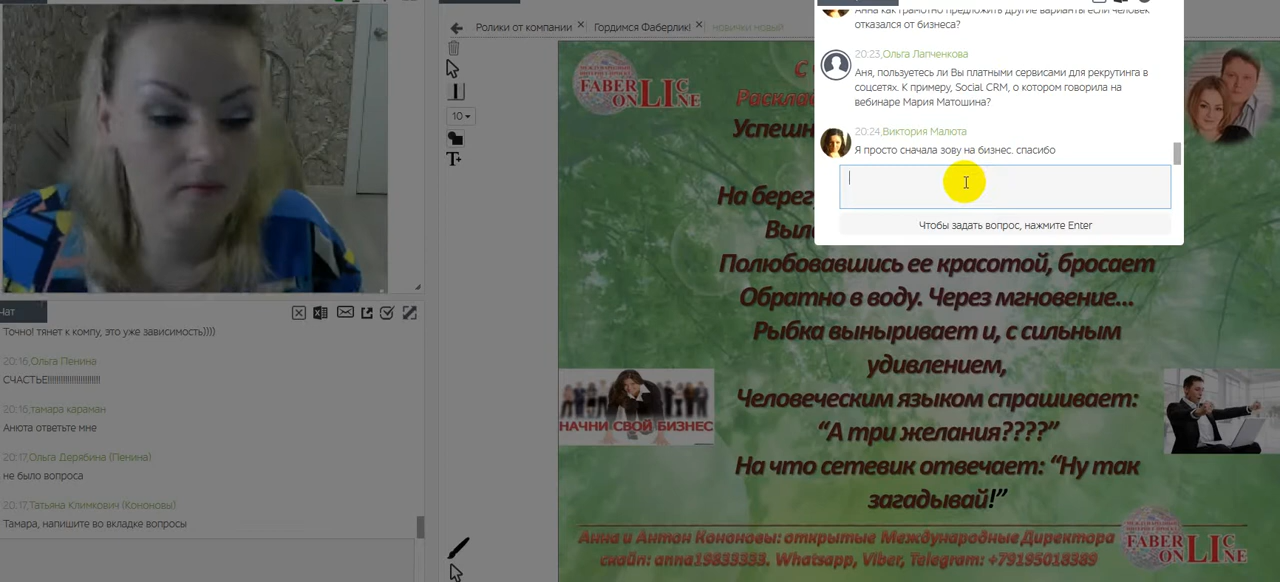 Ролики от компании
Гордимся Фаберлик!
новички новый
10
Анна как грамотно предложить другие варианты если человек
отказался от бизнеса?
20:23,Ольга Лапченкова
Аня, пользуетесь ли Вы платными сервисами для рекрутинга в
соцсетях. К примеру, Social CRM, о котором говорила на
вебинаре Мария Матошина?
20:24,Виктория Малюта
Я просто сначала зову на бизнес. спасибо
Чтобы задать вопрос, нажмите Enter
FABER
ONLINE
Полюбовавшись ее красотой, бросает
Обратно в воду. Через мгновение...
Рыбка выныривает и, с сильным
удивлением,
Человеческим языком спрашивает:
“А три желания????”
На что сетевик отвечает: “Ну так
загадывай!”
НАЧНИ СВОЙ БИЗНЕС
Анна и Антон Кононовы: открытые Международные Директора
скайп: anna19833333. Whatsapp, Viber, Telegram: +79195018389
FABER
ONLINE
Чат
Точно! тянет к компу, это уже зависимость))))
20:16,Ольга Пенина
СЧАСТЬЕ!!!!!!!!!!!!!!!!!!!!!!!
20:16,тамара караман
Анюта ответьте мне
20:17,Ольга Дерябина (Пенина)
не было вопроса
20:17,Татьяна Климкович (Кононовы)
Тамара, напишите во вкладке вопросы